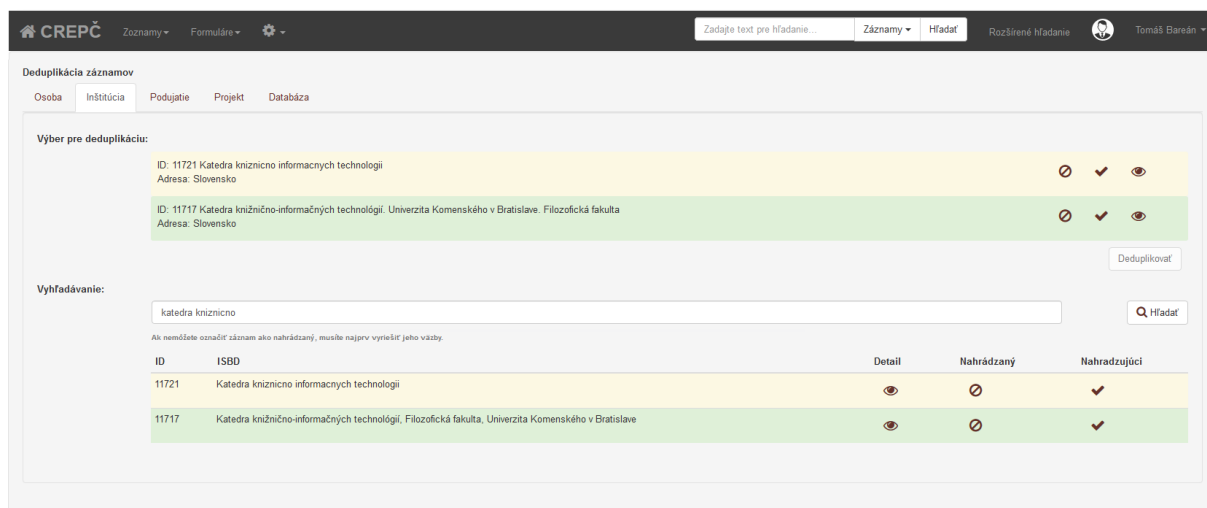 CREPČ Zoznamy Formuláre Zadajte text pre hľadanie... Záznamy Hľadať Rozšírené hľadanie Tomáš Bareán
Deduplikácia záznamov
Osoba Inštitúcia Podujatie Projekt Databáza
Výber pre deduplikáciu:
ID: 11721 Katedra kniznicno informacnych technologii
Adresa: Slovensko
ID: 11717 Katedra knižnično-informačných technológií. Univerzita Komenského v Bratislave. Filozofická fakulta
Adresa: Slovensko
Deduplikovať
Vyhľadávanie:
katedra kniznicno
Hľadať
Ak nemôžete označiť záznam ako nahrádzaný, musíte najprv vyriešiť jeho väzby.
ID ISBD Detail Nahrádzaný Nahradzujúci
11721 Katedra kniznicno informacnych technologii
11717 Katedra knižnično-informačných technológií, Filozofická fakulta, Univerzita Komenského v Bratislave